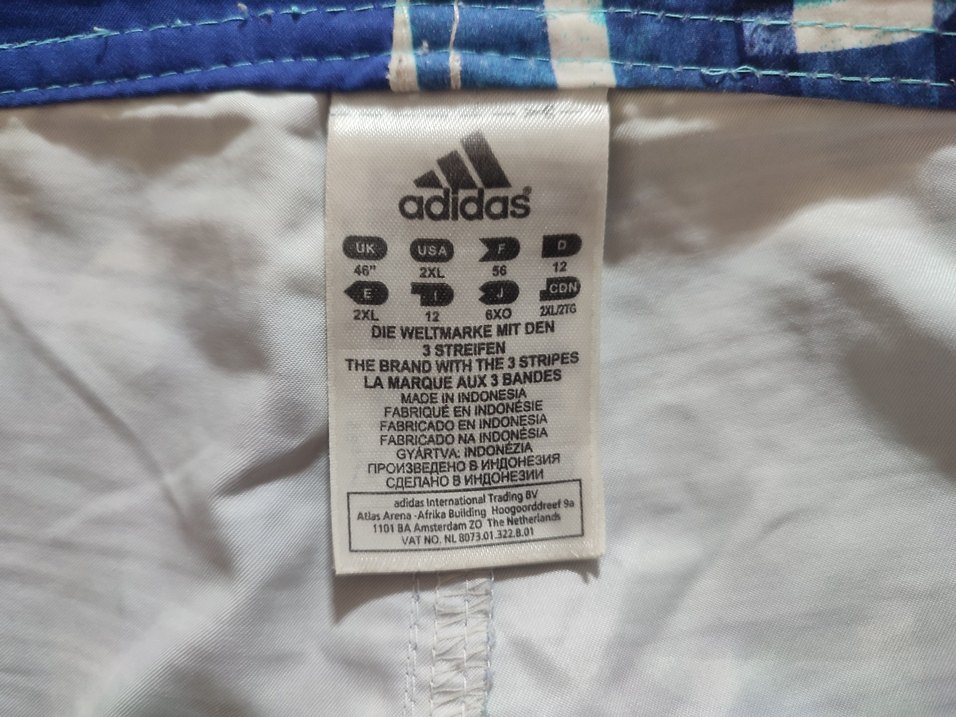 adidas®
UK USA F D
46" 2XL 56 12
E I J CDN
2XL 12 6XO 2XL/2TG
DIE WELTMARKE MIT DEN
3 STREIFEN
THE BRAND WITH THE 3 STRIPES
LA MARQUE AUX 3 BANDES
MADE IN INDONESIA
FABRIQUÉ EN INDONÉSIE
FABRICADO EN INDONESIA
FABRICADO NA INDONÉSIA
GYÁRTVA: INDONÉZIA
ПРОИЗВЕДЕНО В ИНДОНЕЗИЯ
СДЕЛАНО В ИНДОНЕЗИИ
adidas International Trading BV
Atlas Arena -Afrika Building Hoogoorddreef 9a
1101 BA Amsterdam ZO The Netherlands
VAT NO. NL 8073.01.322.B.01